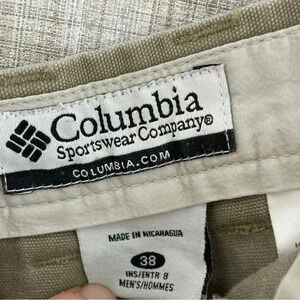 Columbia
Sportswear Company®
COLUMBIA.COM
MADE IN NICARAGUA
38
INS/ENTR 8
MEN'S/HOMMES